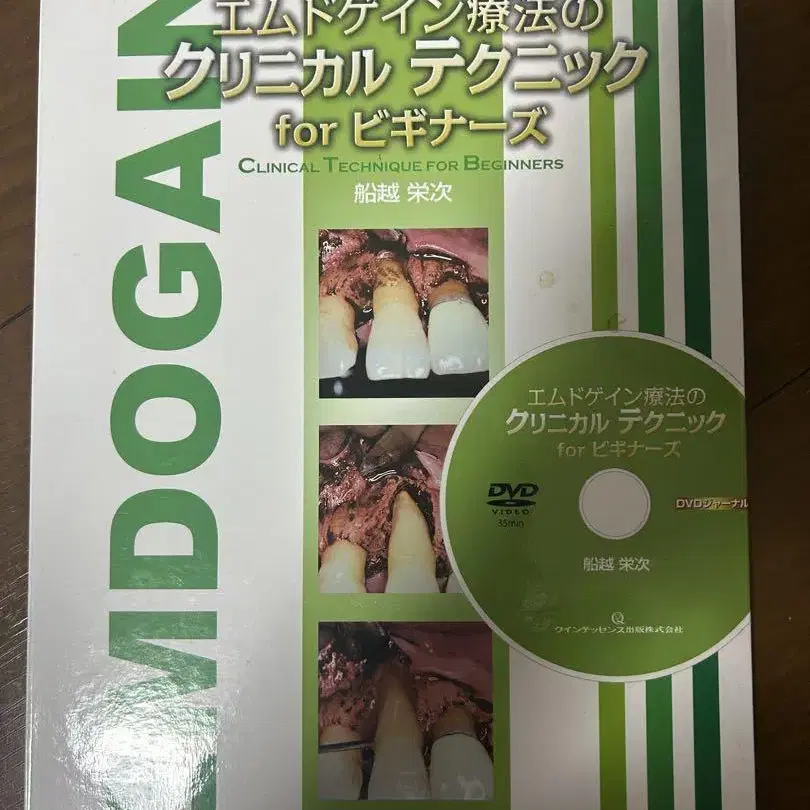 エムドゲイン療法の
クリニカル テクニック
for ビギナーズ
CLINICAL TECHNIQUE FOR BEGINNERS
船越 栄次
MDOGAIN
エムドゲイン療法の
クリニカル テクニック
for ビギナーズ
DVD
VIDEO
35min
DVDジャーナル
船越 栄次
Q
クインテッセンス出版株式会社